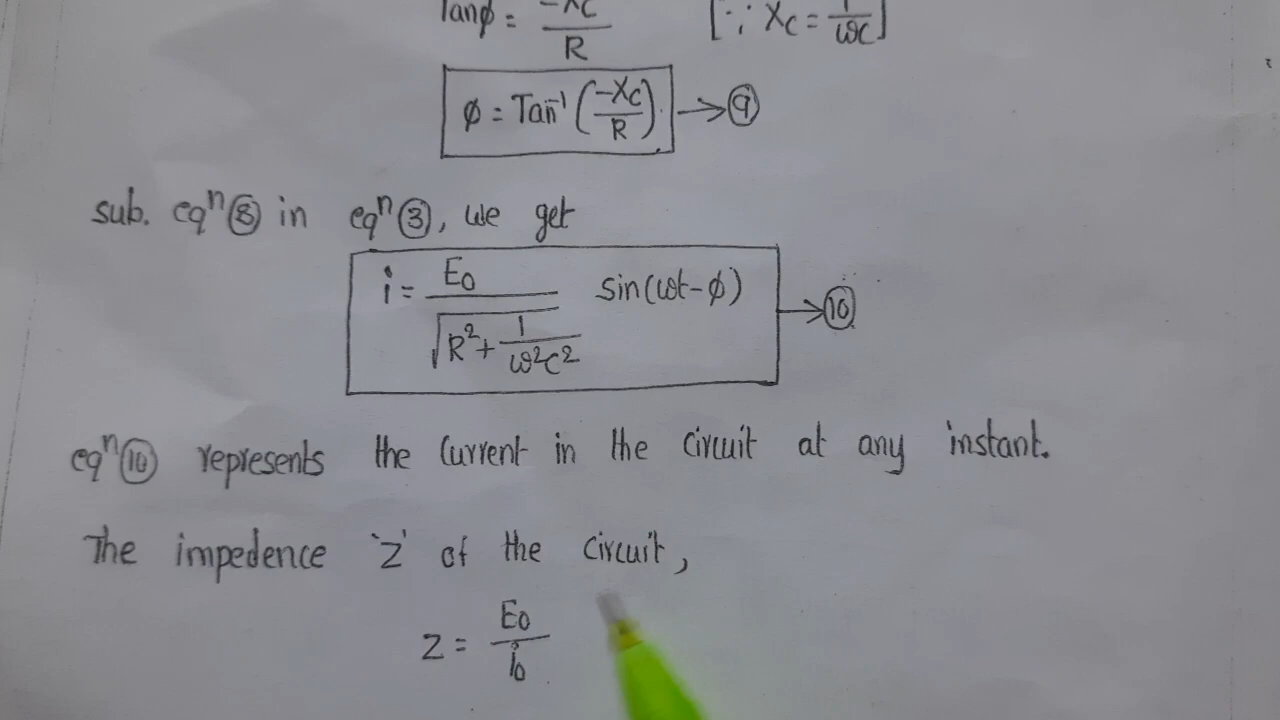 Tanφ = -Xc/R [∵ Xc = 1/ωc]
φ = Tan⁻¹ (-Xc/R) → ⑨
sub. eqⁿ ⑧ in eqⁿ ③, we get
i = E₀/√(R² + 1/ω²c²) sin(ωt-φ) → ⑩
eqⁿ ⑩ represents the current in the circuit at any instant.
The impedence 'Z' of the circuit,
Z = E₀/i₀